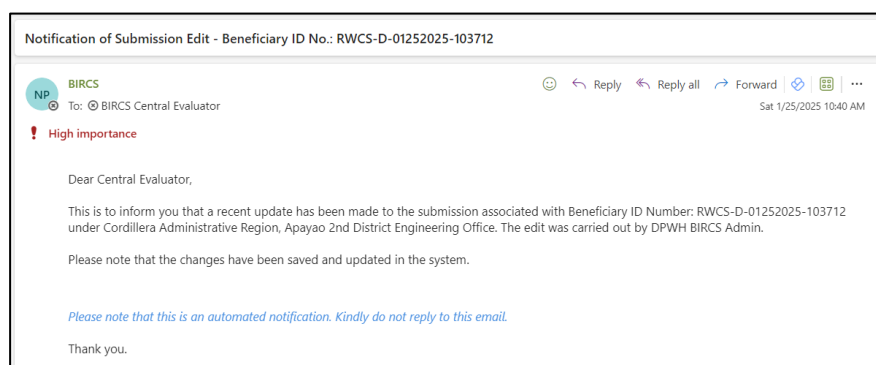 Notification of Submission Edit - Beneficiary ID No.: RWCS-D-01252025-103712
NP
BIRCS
Reply
Reply all
Forward
To: BIRCS Central Evaluator
Sat 1/25/2025 10:40 AM
High importance
Dear Central Evaluator,
This is to inform you that a recent update has been made to the submission associated with Beneficiary ID Number: RWCS-D-01252025-103712
under Cordillera Administrative Region, Apayao 2nd District Engineering Office. The edit was carried out by DPWH BIRCS Admin.
Please note that the changes have been saved and updated in the system.
Please note that this is an automated notification. Kindly do not reply to this email.
Thank you.